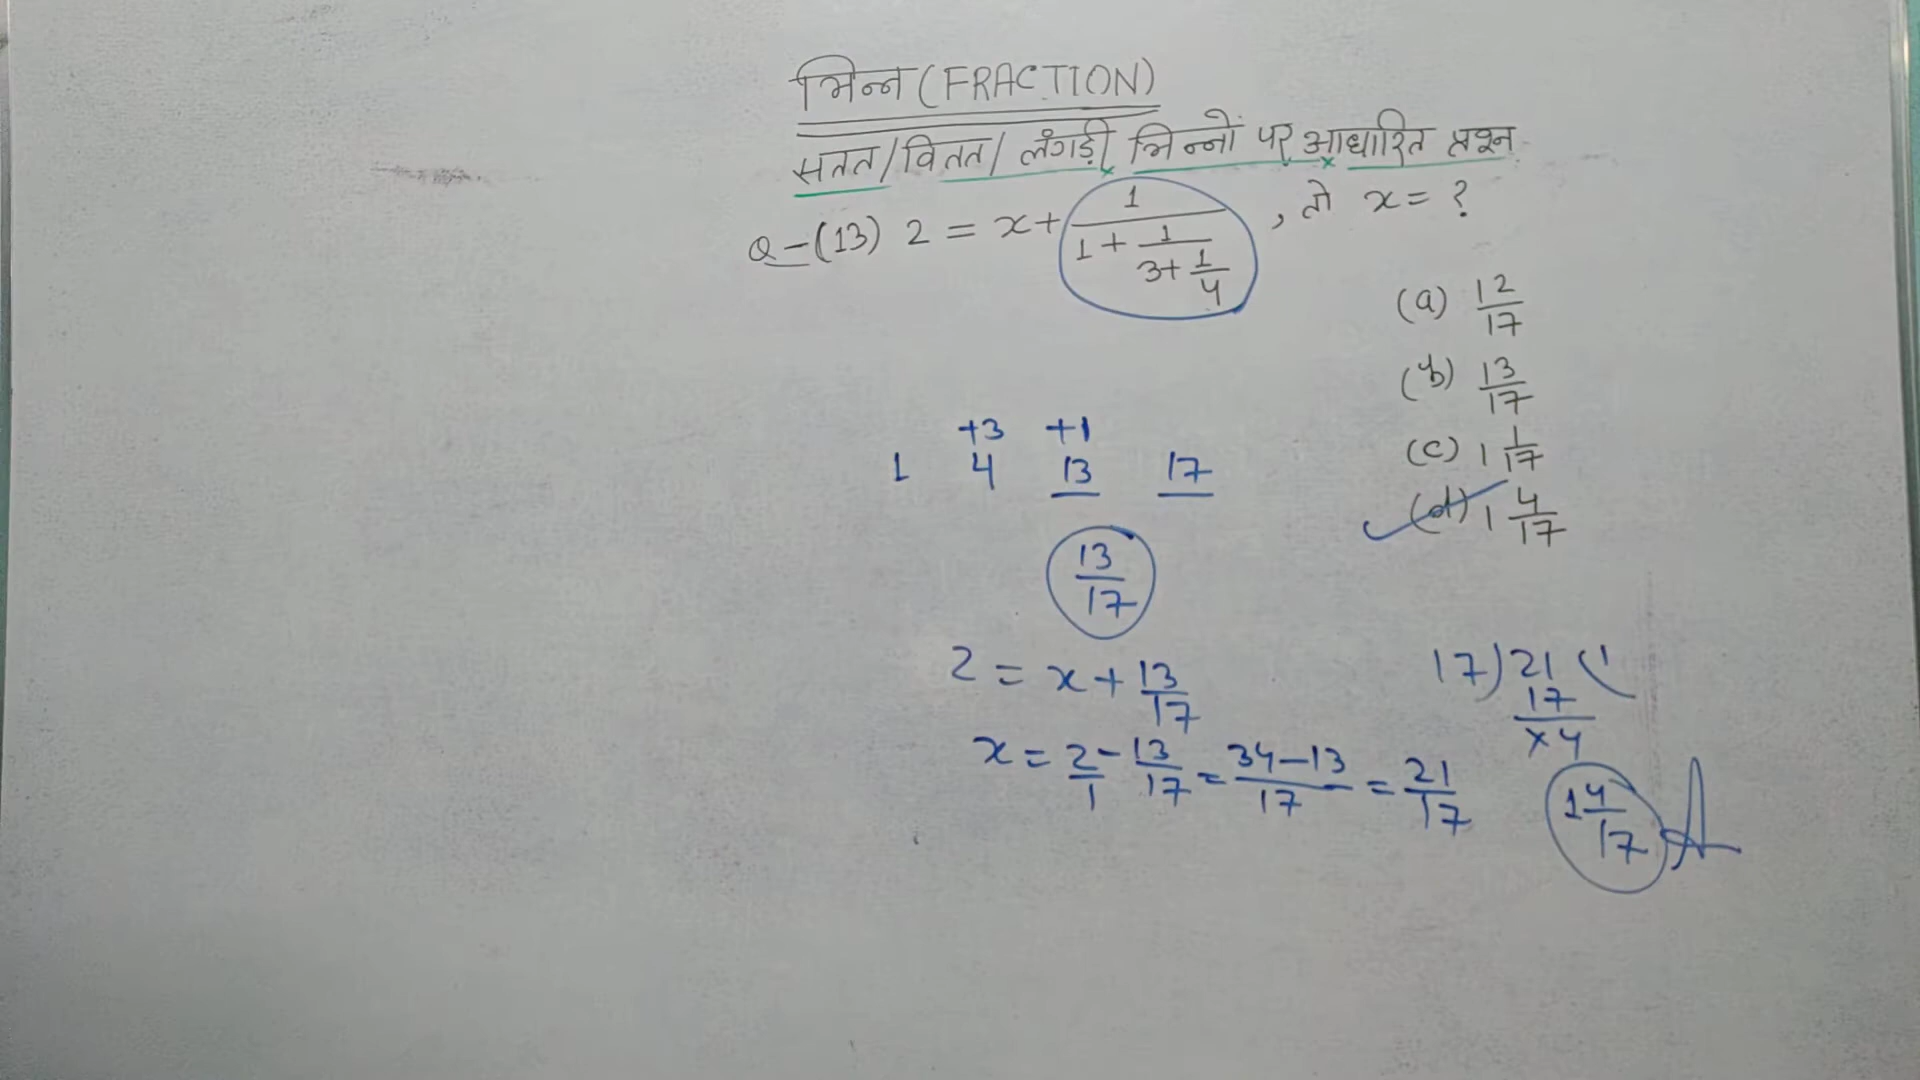 भिन्न (FRACTION)
सतत/वितत/लंगड़ी भिन्नों पर आधारित प्रश्न
Q-(13) 2 = x + 1/(1 + 1/(3 + 1/4)), तो x = ?
(a) 12/17
(b) 13/17
(c) 1 1/17
(d) 1 4/17
+3 +1
1 4 13 17
13/17
2 = x + 13/17
x = 2/1 - 13/17 = 34-13/17 = 21/17
17) 21 (1
17
×4
1 4/17 A